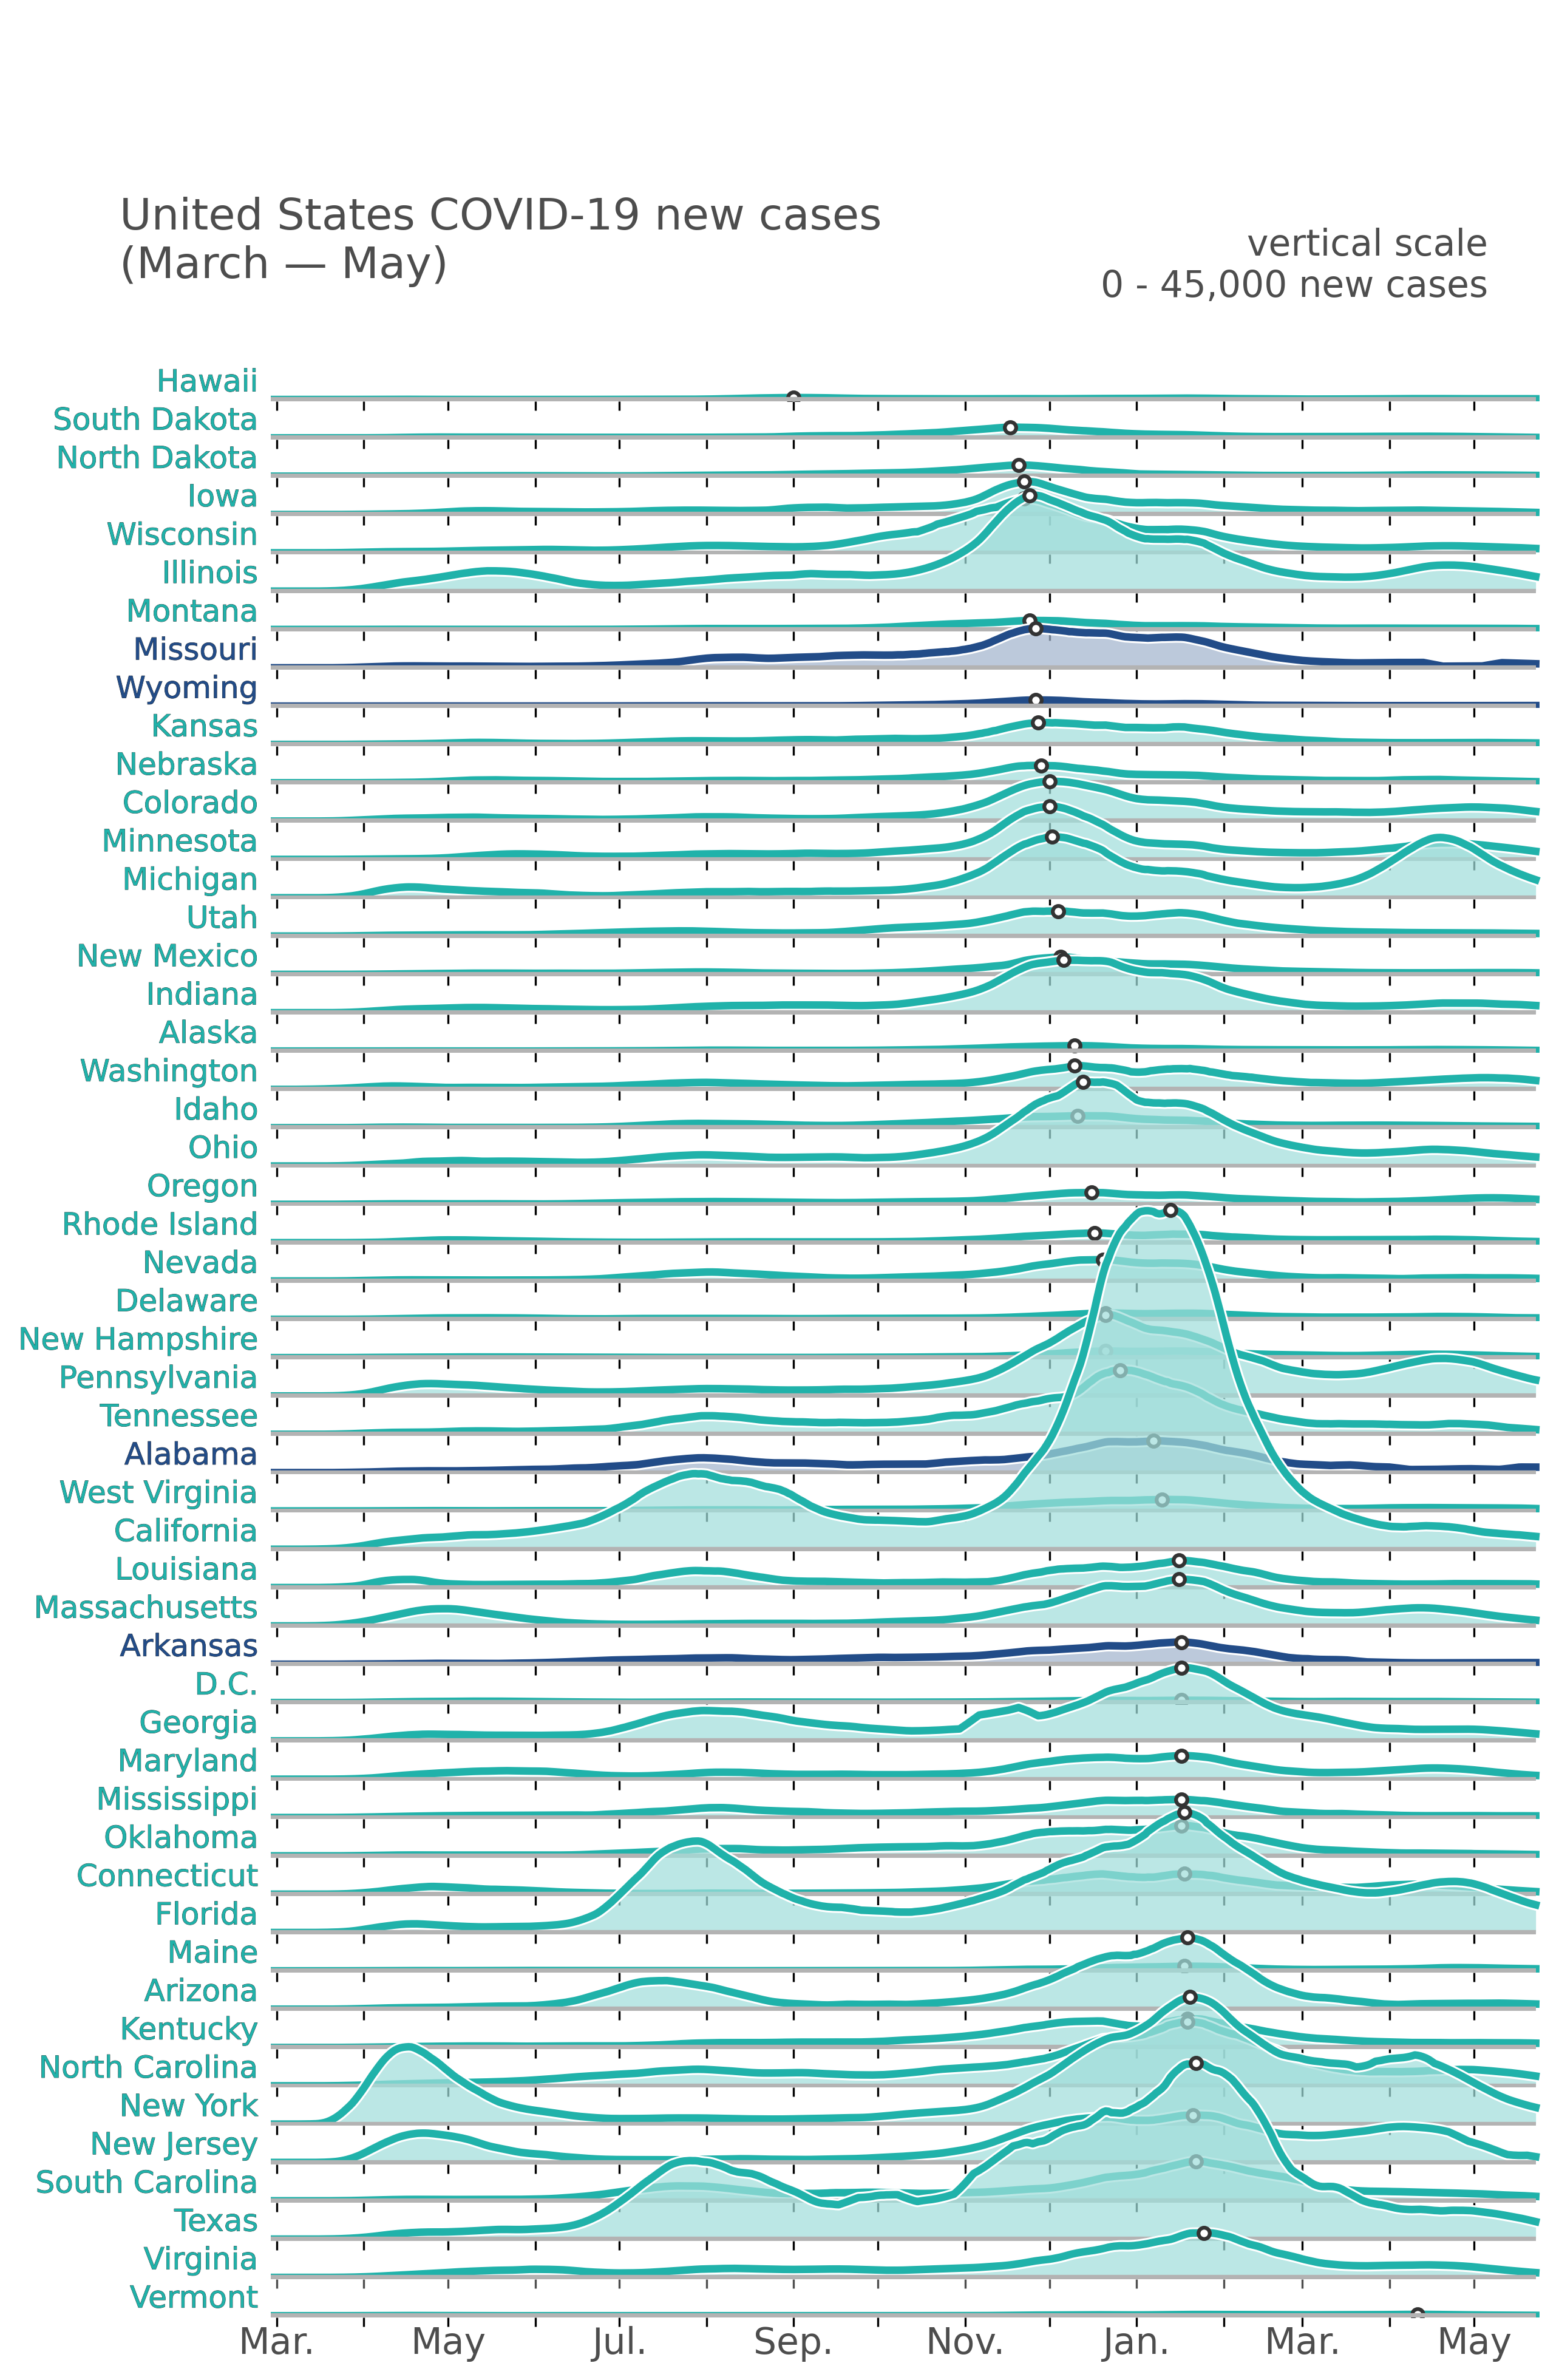 United States COVID-19 new cases
(March — May)
vertical scale
0 - 45,000 new cases
Hawaii
South Dakota
North Dakota
Iowa
Wisconsin
Illinois
Montana
Missouri
Wyoming
Kansas
Nebraska
Colorado
Minnesota
Michigan
Utah
New Mexico
Indiana
Alaska
Washington
Idaho
Ohio
Oregon
Rhode Island
Nevada
Delaware
New Hampshire
Pennsylvania
Tennessee
Alabama
West Virginia
California
Louisiana
Massachusetts
Arkansas
D.C.
Georgia
Maryland
Mississippi
Oklahoma
Connecticut
Florida
Maine
Arizona
Kentucky
North Carolina
New York
New Jersey
South Carolina
Texas
Virginia
Vermont
Mar. May Jul. Sep. Nov. Jan. Mar. May